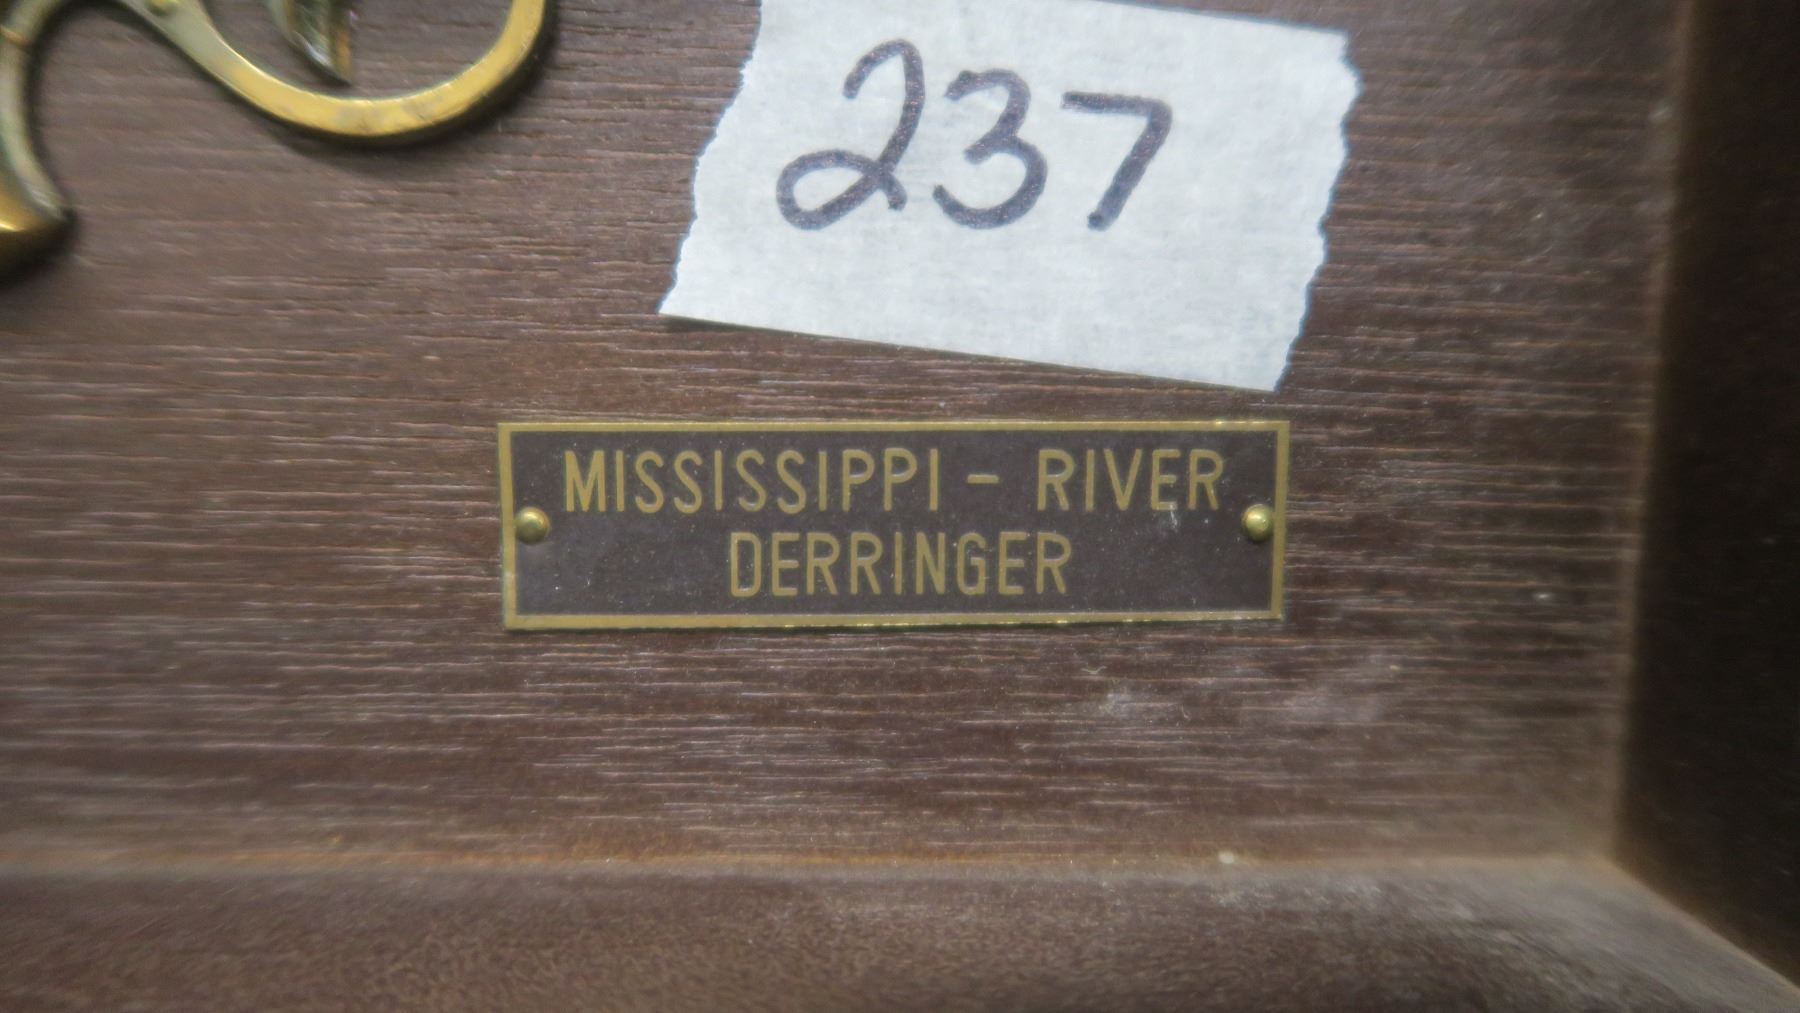 237
MISSISSIPPI - RIVER
DERRINGER